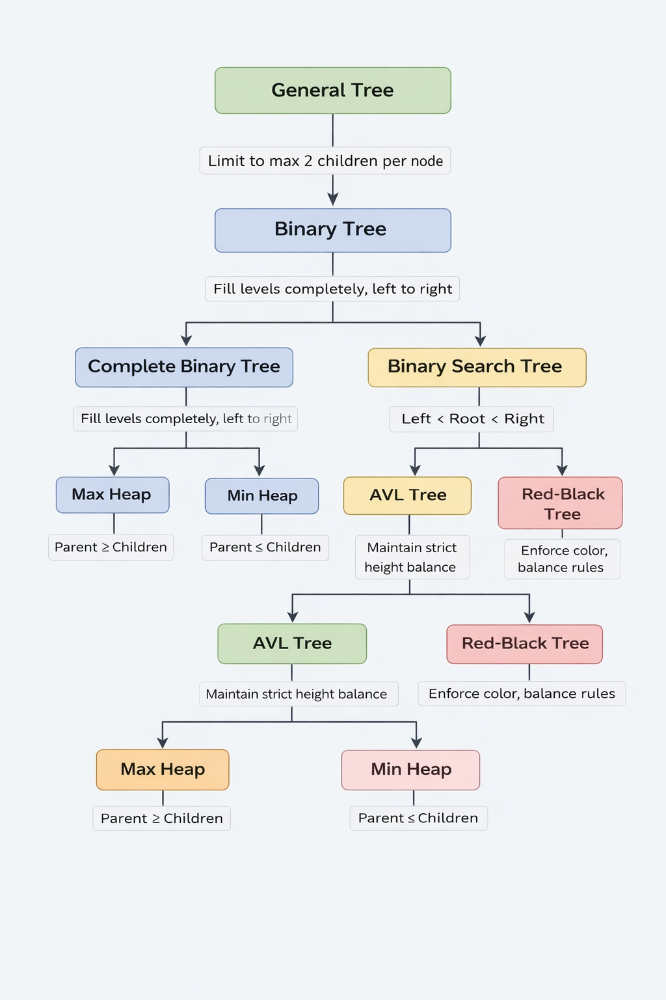 General Tree
Limit to max 2 children per node
Binary Tree
Fill levels completely, left to right
Complete Binary Tree
Binary Search Tree
Fill levels completely, left to right
Left < Root < Right
Max Heap
Min Heap
AVL Tree
Red-Black
Tree
Parent ≥ Children
Parent ≤ Children
Maintain strict
height balance
Enforce color,
balance rules
AVL Tree
Red-Black Tree
Maintain strict height balance
Enforce color, balance rules
Max Heap
Min Heap
Parent ≥ Children
Parent ≤ Children